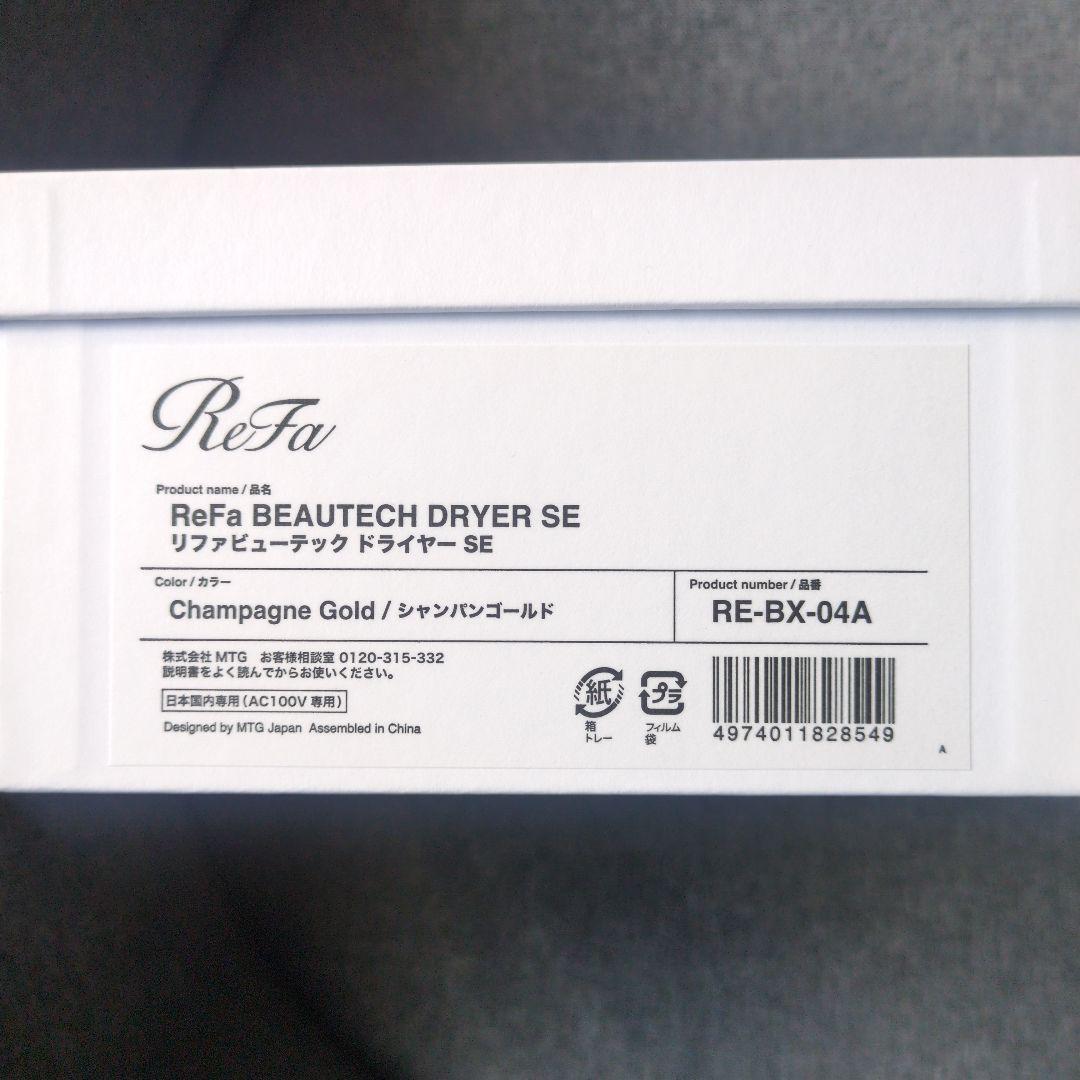 ReFa
Product name / 品名
ReFa BEAUTECH DRYER SE
リファビューテック ドライヤー SE
Color / カラー
Champagne Gold / シャンパンゴールド
Product number / 品番
RE-BX-04A
株式会社 MTG お客様相談室 0120-315-332
説明書をよく読んでからお使いください。
日本国内専用(AC100V 専用)
Designed by MTG Japan Assembled in China
紙
箱
トレー
プラ
フィルム
袋
4974011828549
A